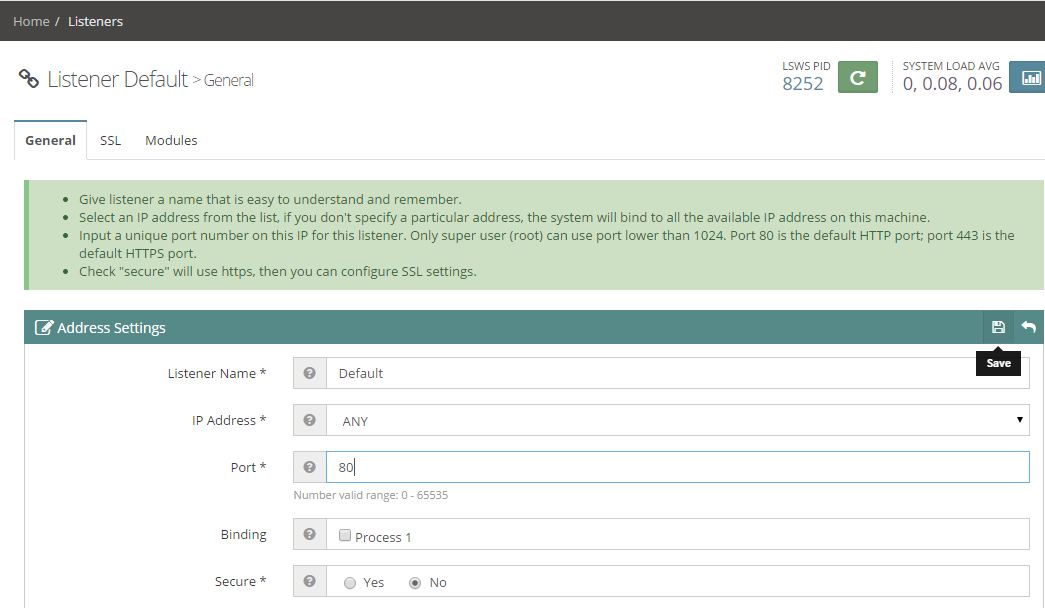 Home / Listeners
Listener Default > General
LSWS PID
8252
SYSTEM LOAD AVG
0, 0.08, 0.06
General SSL Modules
Give listener a name that is easy to understand and remember.
Select an IP address from the list, if you don't specify a particular address, the system will bind to all the available IP address on this machine.
Input a unique port number on this IP for this listener. Only super user (root) can use port lower than 1024. Port 80 is the default HTTP port; port 443 is the
default HTTPS port.
Check "secure" will use https, then you can configure SSL settings.
Address Settings
Save
Listener Name * ? Default
IP Address * ? ANY
Port * ? 80
Number valid range: 0 - 65535
Binding ? Process 1
Secure * ? Yes No